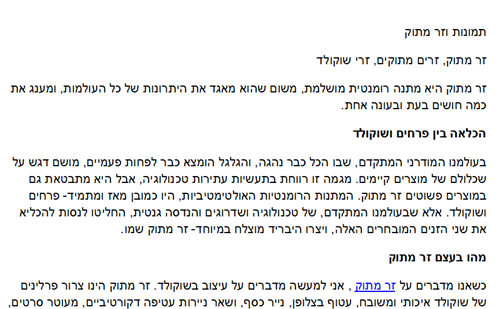 תמונות וזר מתוק
זר מתוק, זרים מתוקים, זרי שוקולד
זר מתוק היא מתנה רומנטית מושלמת, משום שהוא מאגד את היתרונות של כל העולמות, ומענג את
כמה חושים בעת ובעונה אחת.
הכלאה בין פרחים ושוקולד
בעולמנו המודרני המתקדם, שבו הכל כבר נהגה, והגלגל הומצא כבר לפחות פעמיים, מושם דגש על
שכלולם של מוצרים קיימים. מגמה זו רווחת בתעשיות עתירות טכנולוגיה, אבל היא מתבטאת גם
במוצרים פשוטים זר מתוק. המתנות הרומנטיות האולטימטיביות, היו כמובן מאז ומתמיד- פרחים
ושוקולד. אלא שבעולמנו המתקדם, של טכנולוגיה ושדרוגים והנדסה גנטית, החליטו לנסות להכליא
את שני הזנים המובחרים האלה, ויצרו היבריד מוצלח במיוחד- זר מתוק שמו.
מהו בעצם זר מתוק
כשאנו מדברים על זר מתוק , אני למעשה מדברים על עיצוב בשוקולד. זר מתוק הינו צרור פרלינים
של שוקולד איכותי ומשובח, עטוף בצלופן, נייר כסף, ושאר ניירות עטיפה דקורטיביים, מעוטר סרטים,